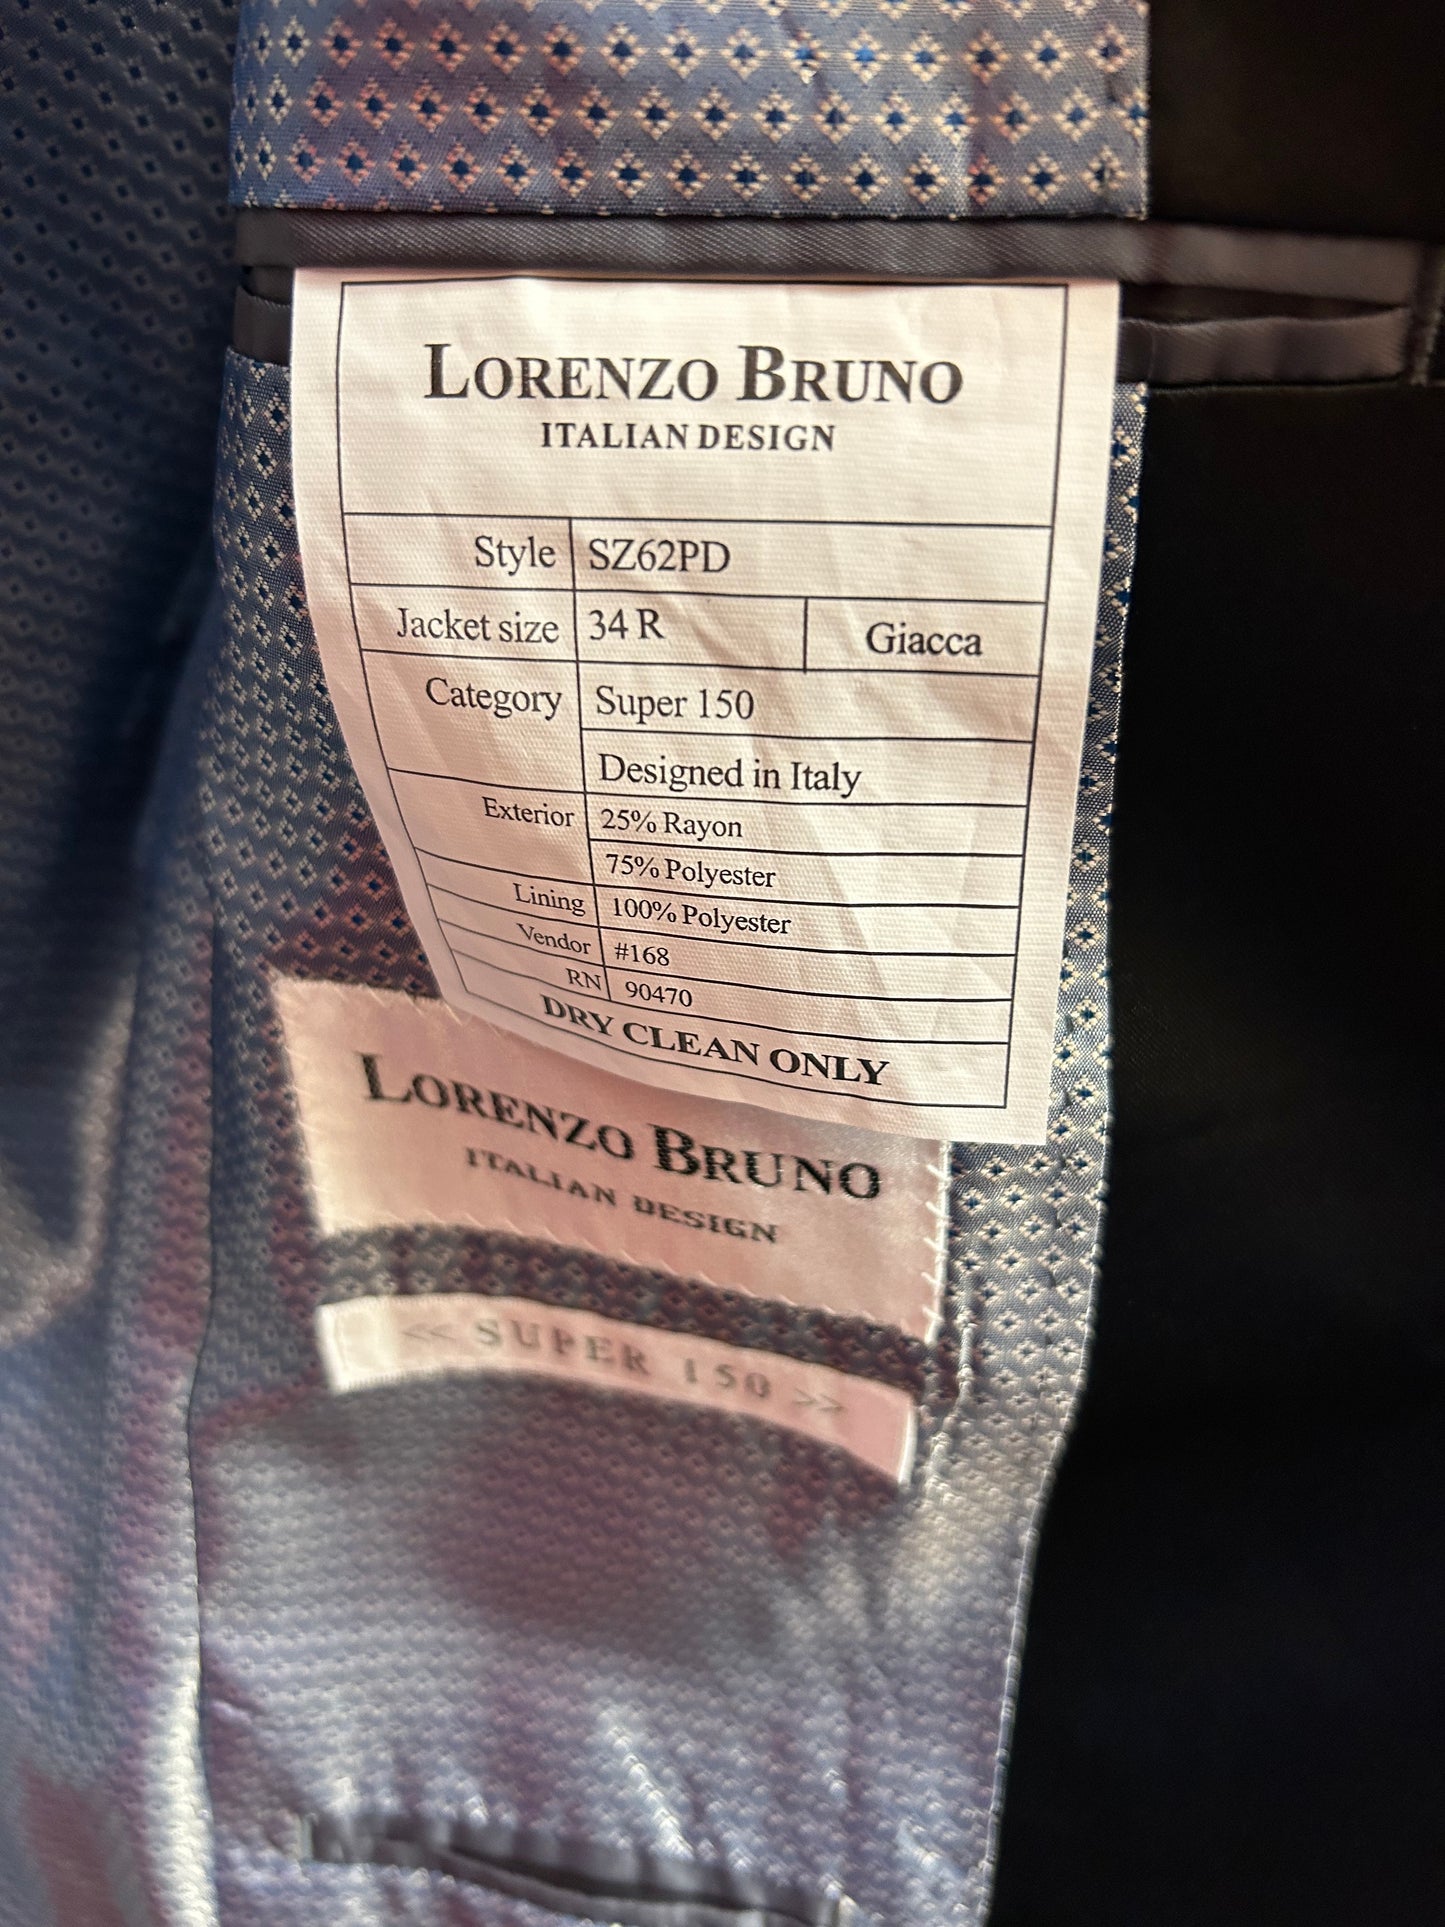 LORENZO BRUNO
ITALIAN DESIGN
Style SZ62PD
Jacket size 34 R Giacca
Category Super 150
Designed in Italy
Exterior 25% Rayon
75% Polyester
Lining 100% Polyester
Vendor #168
RN 90470
DRY CLEAN ONLY
LORENZO BRUNO
ITALIAN DESIGN
<< SUPER 150 >>